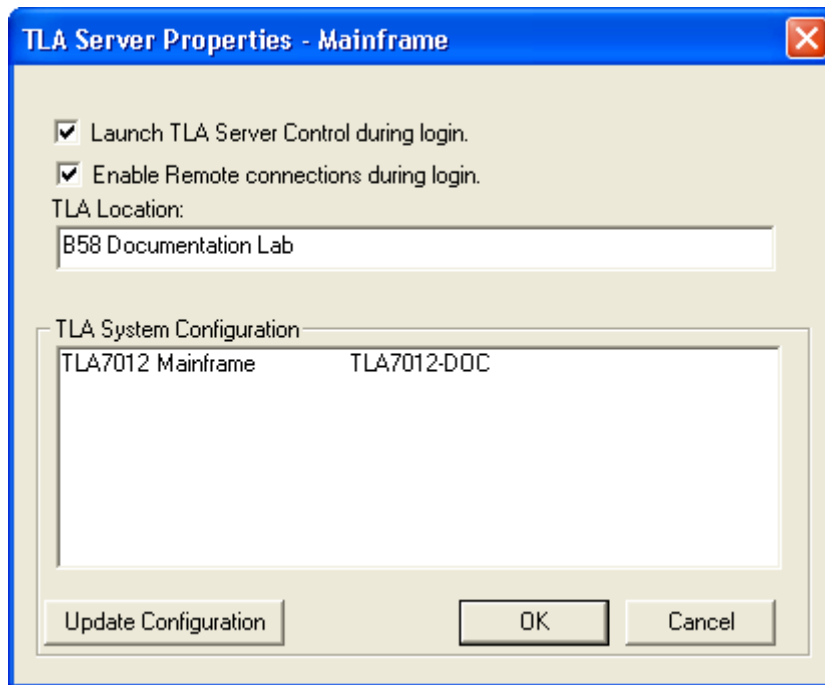 TLA Server Properties - Mainframe
Launch TLA Server Control during login.
Enable Remote connections during login.
TLA Location:
B58 Documentation Lab
TLA System Configuration
TLA7012 Mainframe TLA7012-DOC
Update Configuration OK Cancel